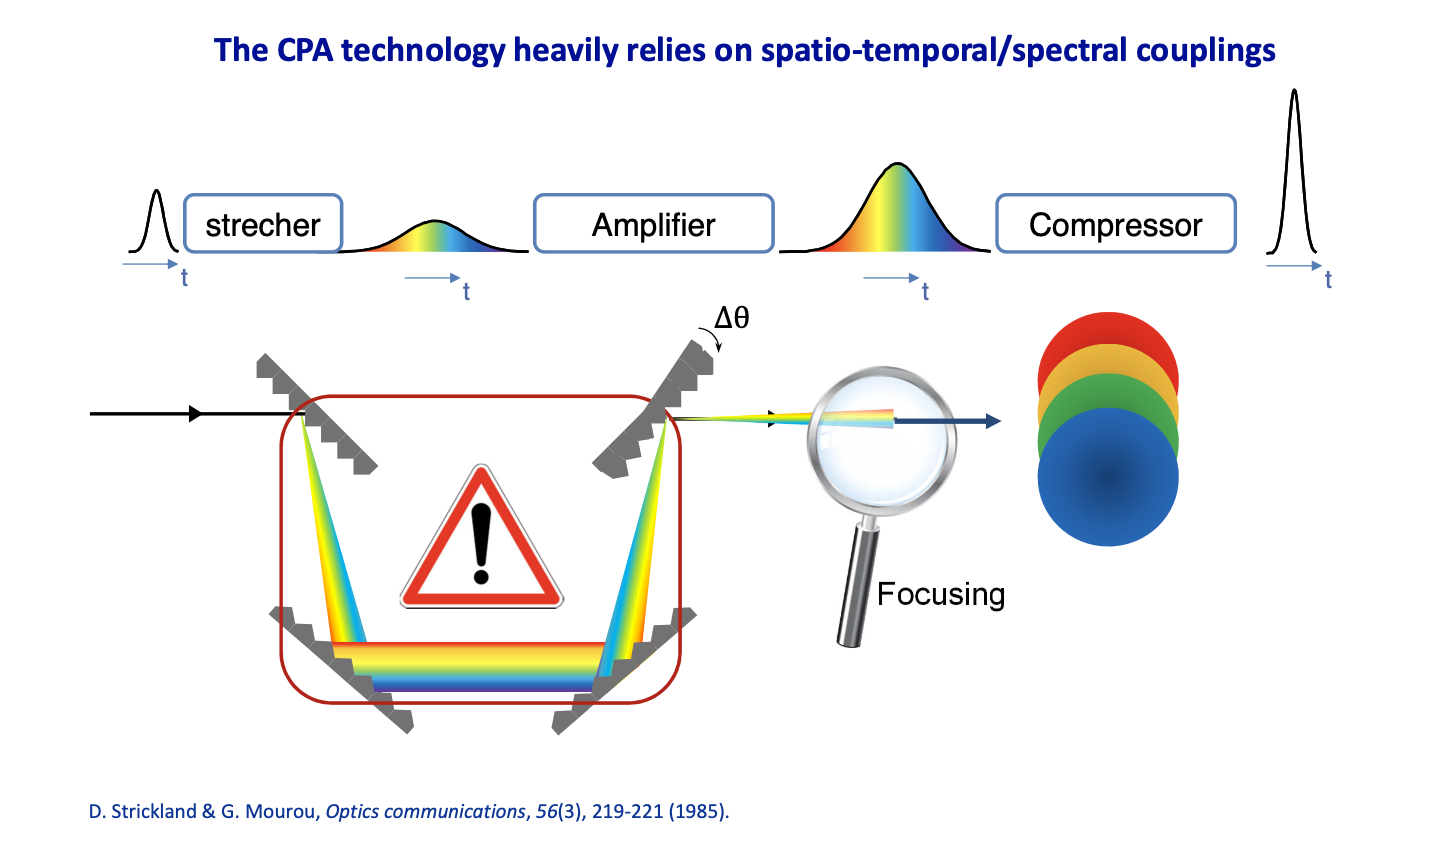 The CPA technology heavily relies on spatio-temporal/spectral couplings
strecher
Amplifier
Compressor
t
t
t
t
Δθ
Focusing
D. Strickland & G. Mourou, Optics communications, 56(3), 219-221 (1985).